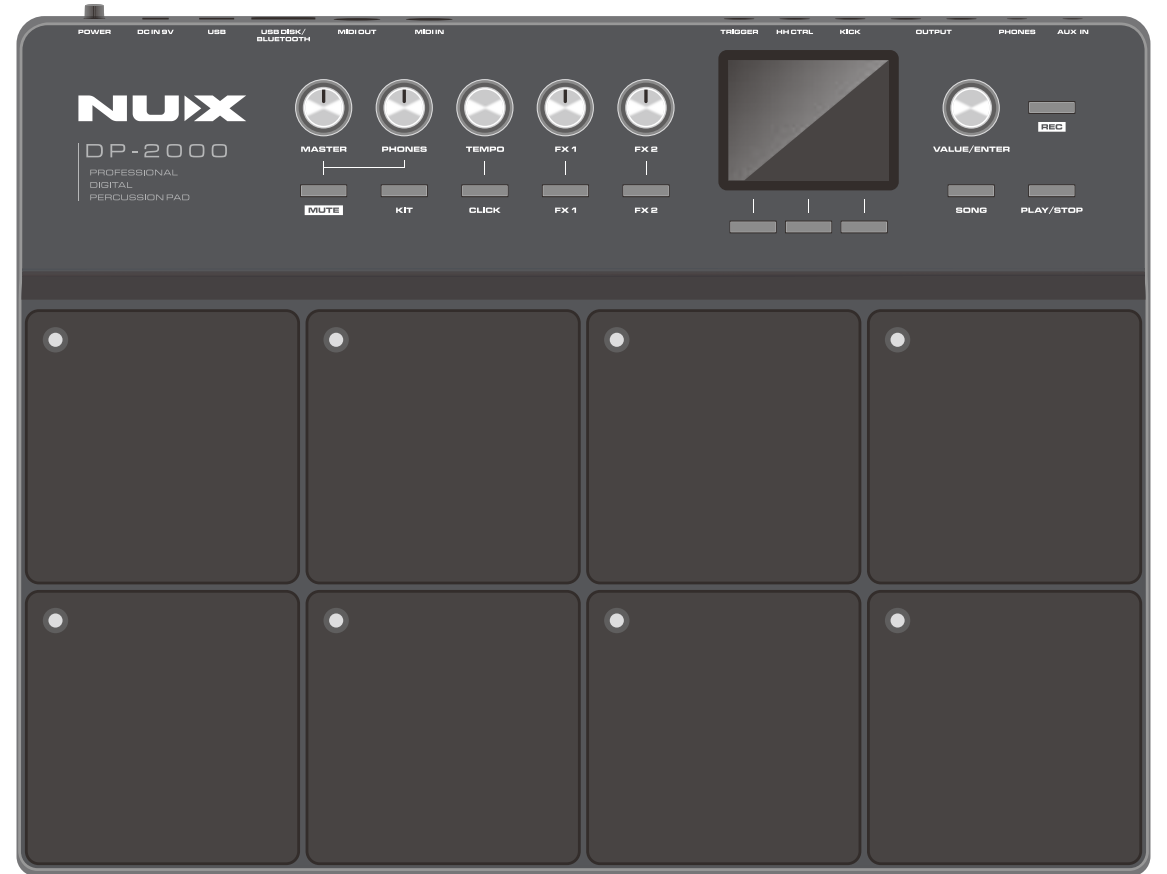 POWER DC IN 9V USB USB DISK/ MIDI OUT MIDI IN TRIGGER HH CTRL KICK OUTPUT PHONES AUX IN
BLUETOOTH
NUX
DP-2000
PROFESSIONAL
DIGITAL
PERCUSSION PAD
MASTER PHONES TEMPO FX 1 FX 2
MUTE KIT CLICK FX 1 FX 2
REC
VALUE/ENTER
SONG PLAY/STOP